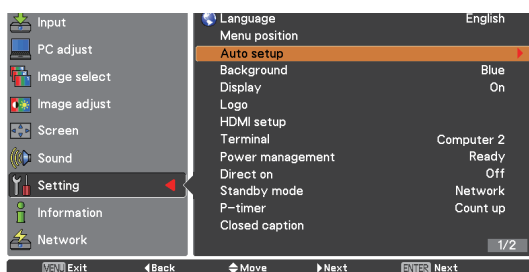 Input
PC adjust
Image select
Image adjust
Screen
Sound
Setting
Information
Network
Language English
Menu position
Auto setup
Background Blue
Display On
Logo
HDMI setup
Terminal Computer 2
Power management Ready
Direct on Off
Standby mode Network
P-timer Count up
Closed caption
1/2
MENU Exit Back Move Next ENTER Next